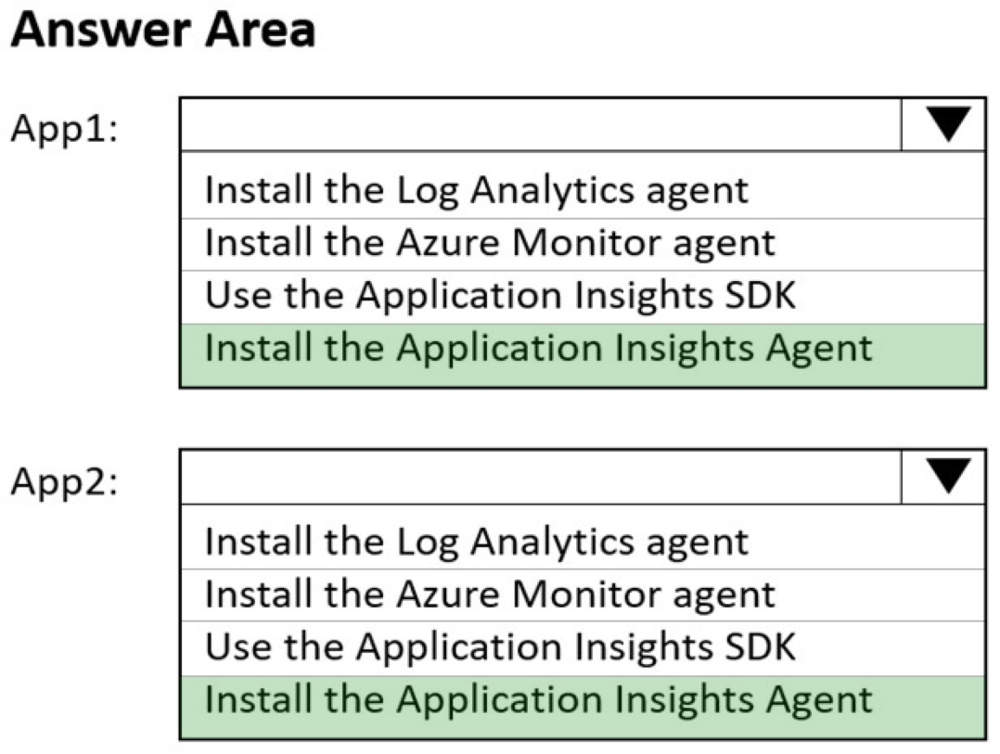 Answer Area
App1:
Install the Log Analytics agent
Install the Azure Monitor agent
Use the Application Insights SDK
Install the Application Insights Agent
App2:
Install the Log Analytics agent
Install the Azure Monitor agent
Use the Application Insights SDK
Install the Application Insights Agent